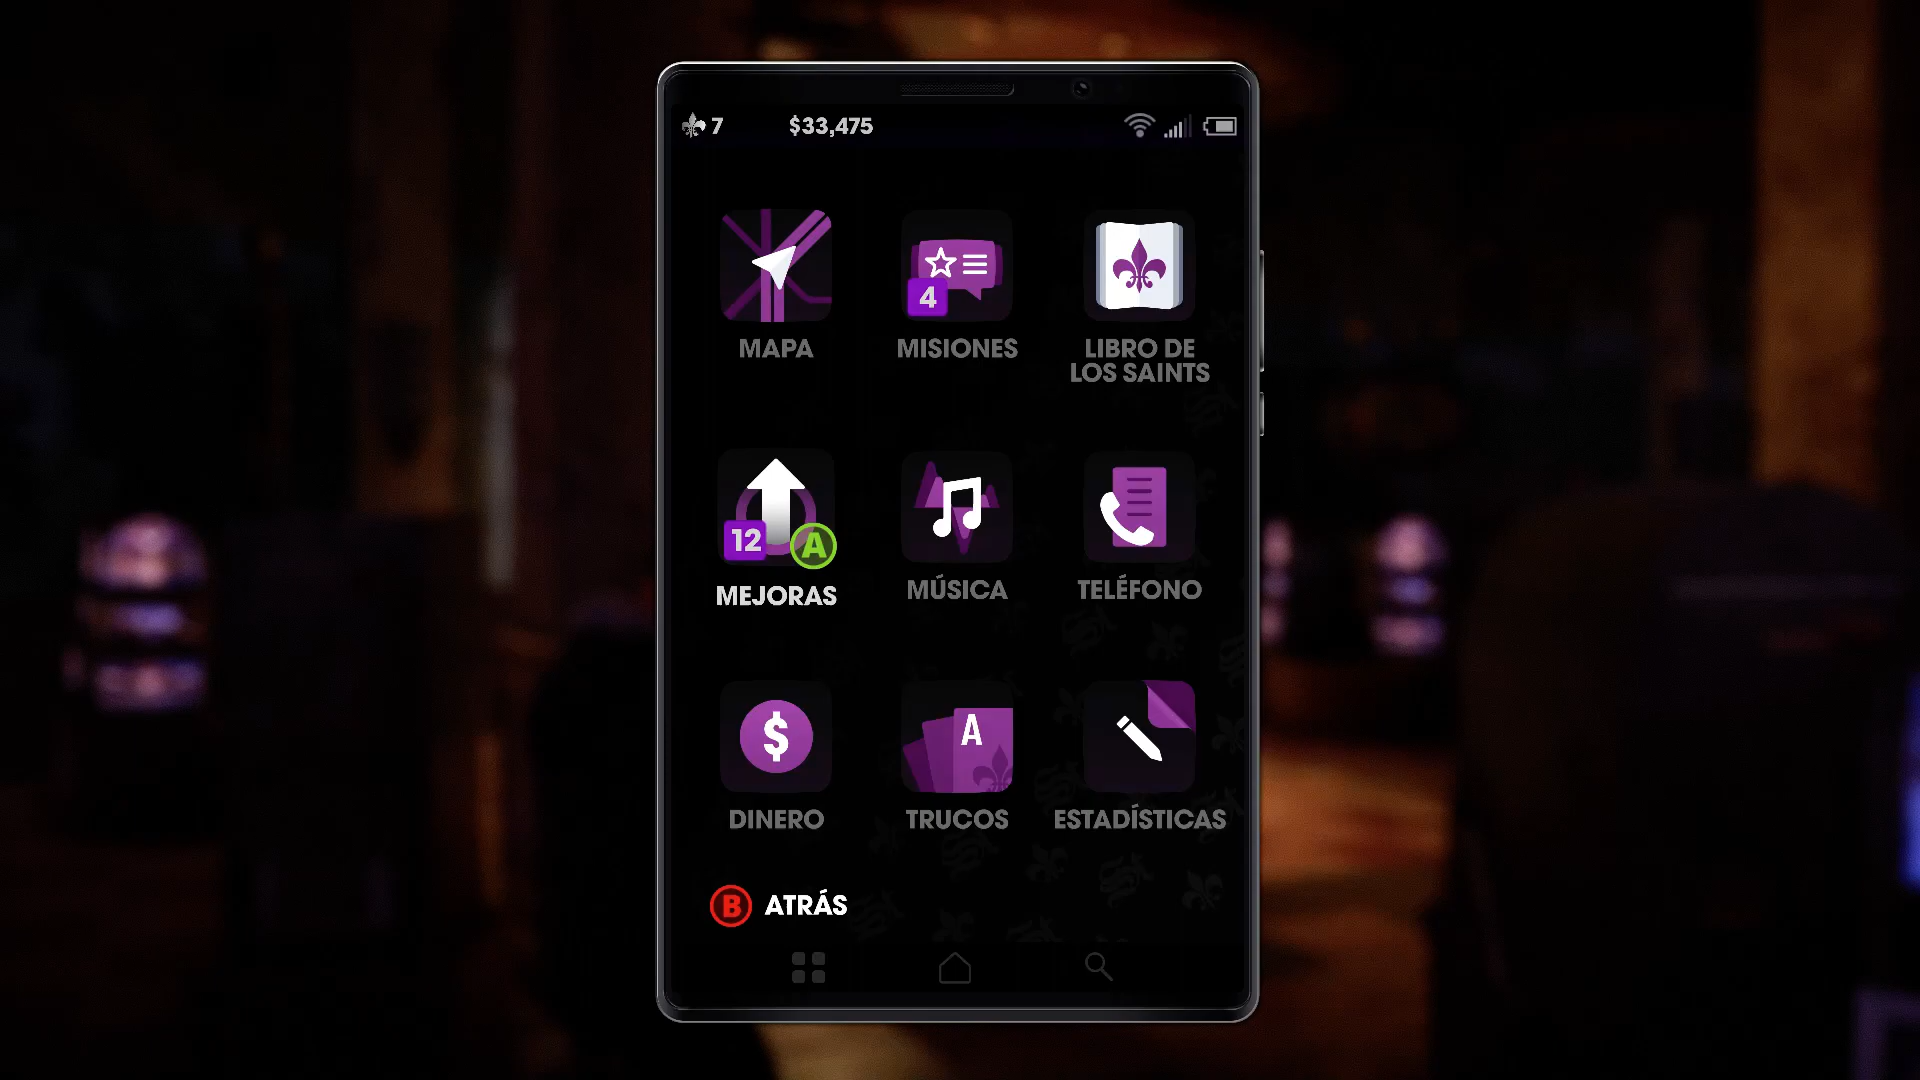 7 $33,475
MAPA
4
MISIONES
LIBRO DE
LOS SAINTS
12 A
MEJORAS
MÚSICA
TELÉFONO
DINERO
A
TRUCOS
ESTADÍSTICAS
B ATRÁS